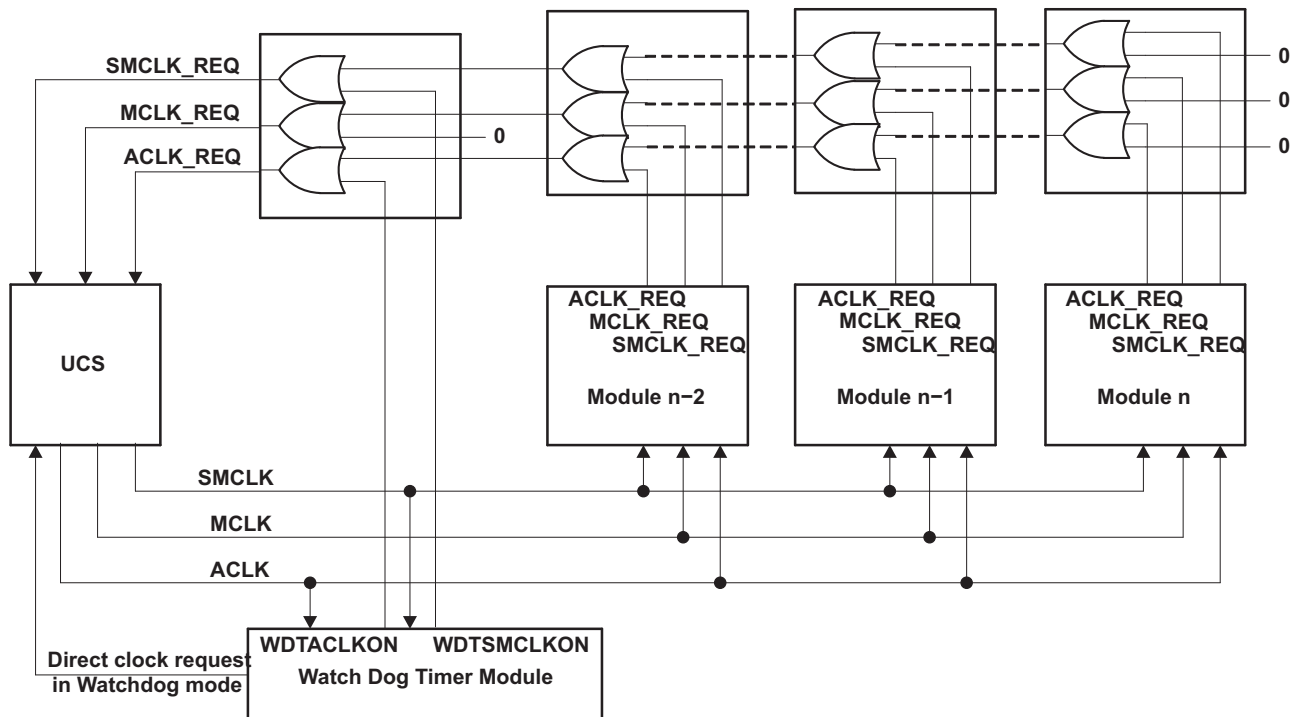 SMCLK_REQ
0
MCLK_REQ
0
0
ACLK_REQ
0
ACLK_REQ
MCLK_REQ
SMCLK_REQ
Module n−2
ACLK_REQ
MCLK_REQ
SMCLK_REQ
Module n−1
ACLK_REQ
MCLK_REQ
SMCLK_REQ
Module n
UCS
SMCLK
MCLK
ACLK
WDTACLKON
WDTSMCLKON
Watch Dog Timer Module
Direct clock request
in Watchdog mode